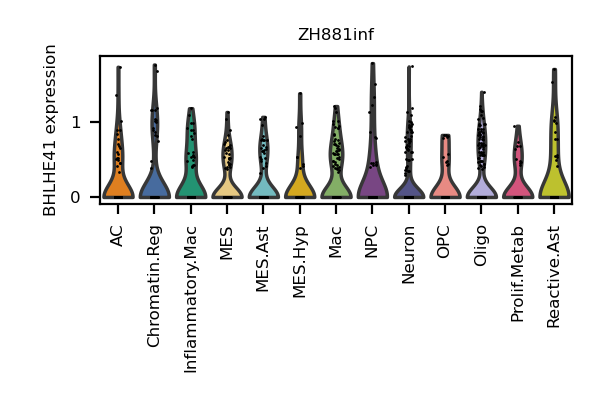 ZH881inf
BHLHE41 expression
1
0
AC
Chromatin.Reg
Inflammatory.Mac
MES
MES.Ast
MES.Hyp
Mac
NPC
Neuron
OPC
Oligo
Prolif.Metab
Reactive.Ast